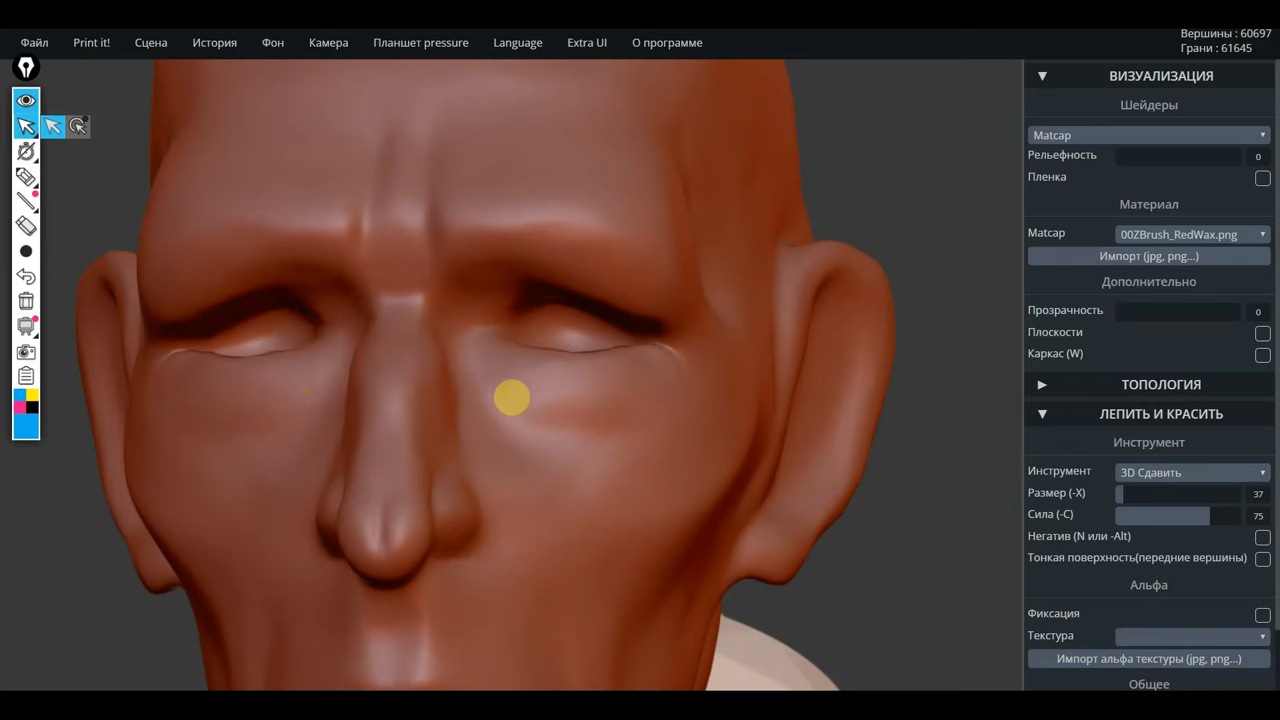 Файл Print it! Сцена История Фон Камера Планшет pressure Language Extra UI О программе
Вершины : 60697
Грани : 61645
ВИЗУАЛИЗАЦИЯ
Шейдеры
Matcap
Рельефность 0
Пленка
Материал
Matcap 00ZBrush_RedWax.png
Импорт (jpg, png...)
Дополнительно
Прозрачность 0
Плоскости
Каркас (W)
ТОПОЛОГИЯ
ЛЕПИТЬ И КРАСИТЬ
Инструмент
Инструмент 3D Сдавить
Размер (-X) 37
Сила (-C) 75
Негатив (N или -Alt)
Тонкая поверхность(передние вершины)
Альфа
Фиксация
Текстура
Импорт альфа текстуры (jpg, png...)
Общее